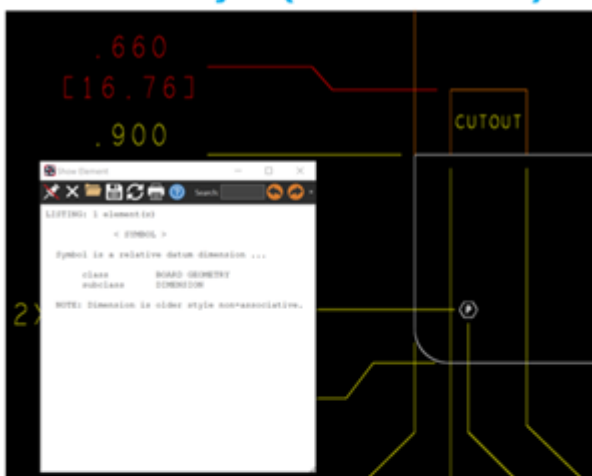 .660
[16.76]
.900
CUTOUT
Show Element
Search:
LISTING: 1 element(s)
< SYMBOL >
Symbol is a relative datum dimension ...
class BOARD GEOMETRY
subclass DIMENSION
NOTE: Dimension is older style non-associative.
2X
P